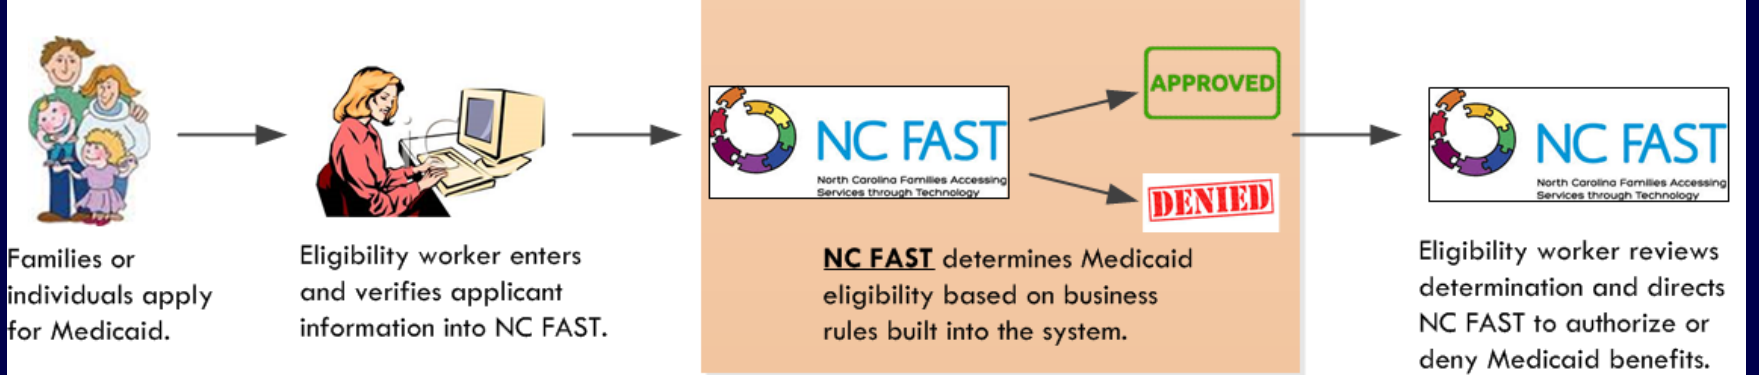 Families or
individuals apply
for Medicaid.
Eligibility worker enters
and verifies applicant
information into NC FAST.
NC FAST
North Carolina Families Accessing
Services through Technology
APPROVED
DENIED
NC FAST determines Medicaid
eligibility based on business
rules built into the system.
NC FAST
North Carolina Families Accessing
Services through Technology
Eligibility worker reviews
determination and directs
NC FAST to authorize or
deny Medicaid benefits.